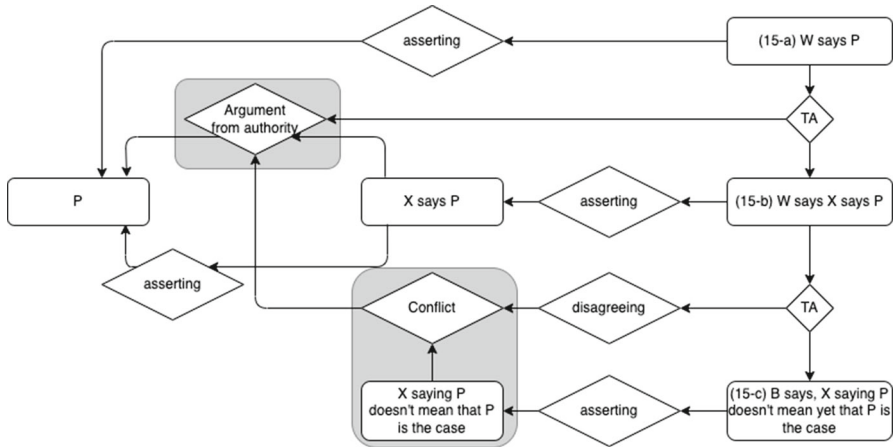 asserting
(15-a) W says P
Argument
from authority
TA
P
X says P
asserting
(15-b) W says X says P
asserting
Conflict
disagreeing
TA
X saying P
doesn't mean that P
is the case
asserting
(15-c) B says, X saying P
doesn't mean yet that P is
the case